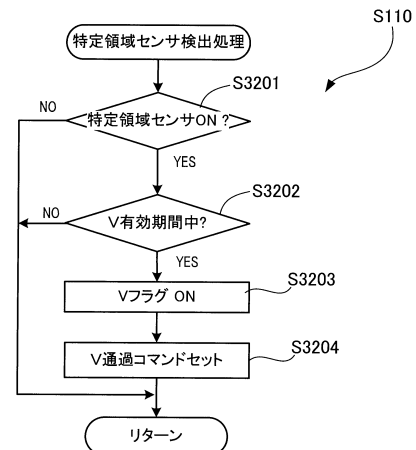 S110
特定領域センサ検出処理
S3201
特定領域センサON?
NO
YES
S3202
V有効期間中?
NO
YES
VフラグON
S3203
V通過コマンドセット
S3204
リターン